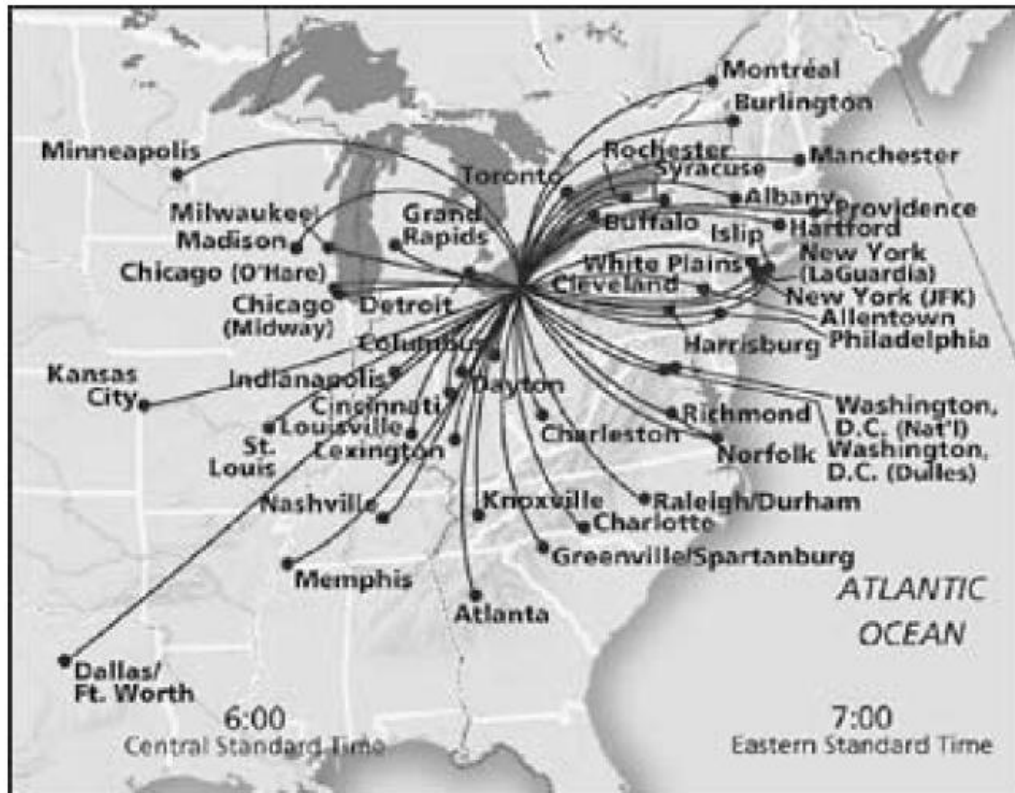 Montréal
Burlington
Minneapolis
Rochester
Manchester
Syracuse
Toronto
Albany
Providence
Milwaukee
Grand
Rapids
Buffalo
Hartford
Madison
Islip
Chicago (O'Hare)
White Plains
New York
(LaGuardia)
Cleveland
Chicago
(Midway)
Detroit
New York (JFK)
Allentown
Columbus
Harrisburg
Philadelphia
Kansas
City
Indianapolis
Dayton
Cincinnati
Louisville
Richmond
Washington,
D.C. (Nat'l)
St.
Louis
Lexington
Charleston
Norfolk
Washington,
D.C. (Dulles)
Nashville
Knoxville
Raleigh/Durham
Charlotte
Greenville/Spartanburg
Memphis
Atlanta
ATLANTIC
OCEAN
Dallas/
Ft. Worth
6:00
Central Standard Time
7:00
Eastern Standard Time